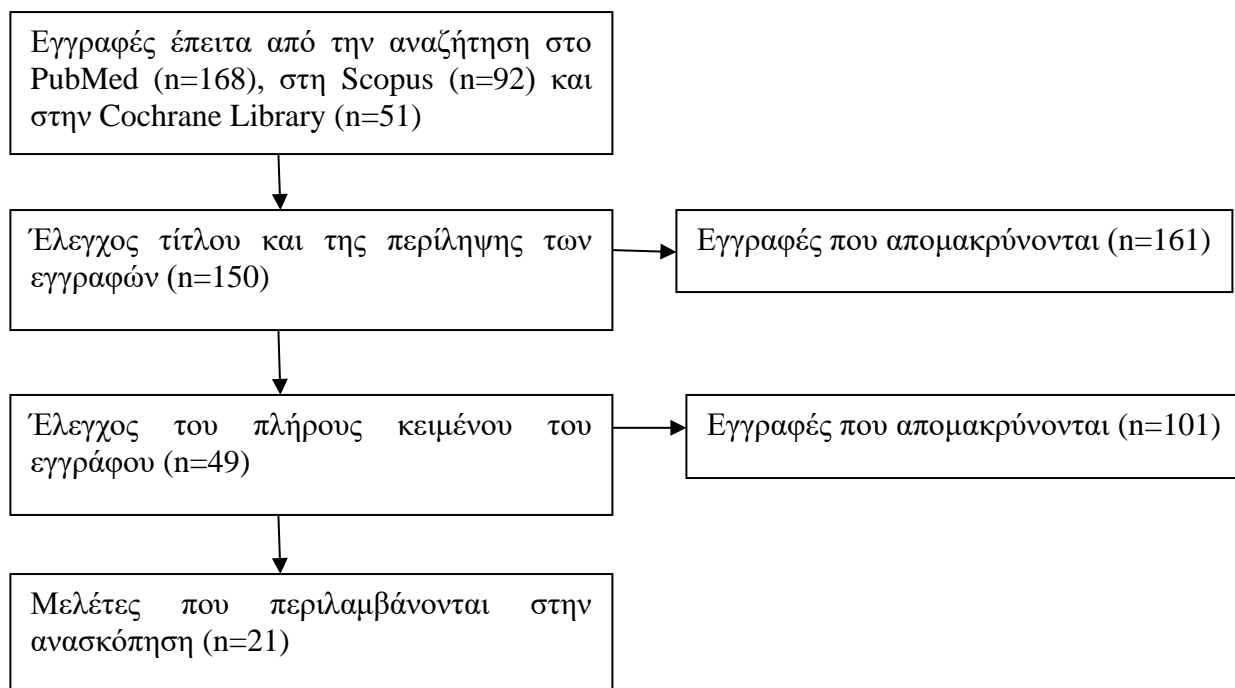 Εγγραφές έπειτα από την αναζήτηση στο
PubMed (n=168), στη Scopus (n=92) και
στην Cochrane Library (n=51)
Έλεγχος τίτλου και της περίληψης των
εγγραφών (n=150)
Εγγραφές που απομακρύνονται (n=161)
Έλεγχος του πλήρους κειμένου του
εγγράφου (n=49)
Εγγραφές που απομακρύνονται (n=101)
Μελέτες που περιλαμβάνονται στην
ανασκόπηση (n=21)